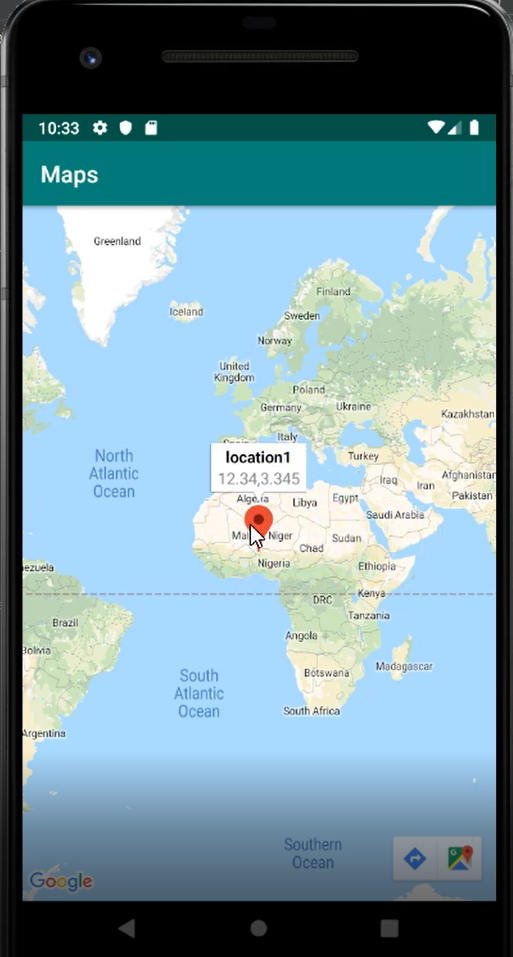 10:33
Maps
Greenland
Finland
Iceland
Sweden
Norway
United
Kingdom
Poland
Germany
Ukraine
Kazakhstan
Italy
Spain
location1
12.34,3.345
Turkey
North
Atlantic
Ocean
Iraq
Iran
Afghanistan
Pakistan
Algeria
Libya
Egypt
Saudi Arabia
Mali
Niger
Sudan
Chad
Nigeria
Ethiopia
ezuela
DRC
Kenya
Tanzania
Brazil
Angola
Bolivia
Botswana
Madagascar
South
Atlantic
Ocean
South Africa
Argentina
Southern
Ocean
Google